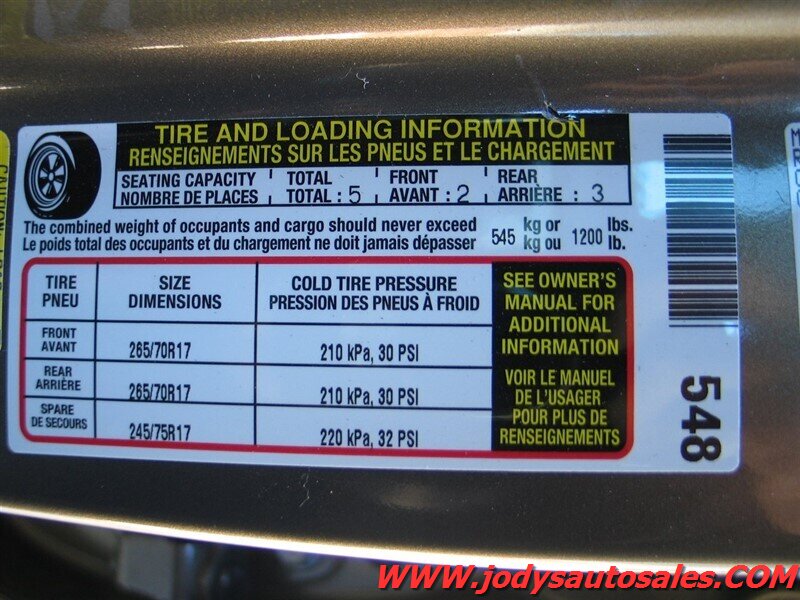 TIRE AND LOADING INFORMATION
RENSEIGNEMENTS SUR LES PNEUS ET LE CHARGEMENT
SEATING CAPACITY TOTAL FRONT REAR
NOMBRE DE PLACES TOTAL : 5 AVANT : 2 ARRIÈRE : 3
The combined weight of occupants and cargo should never exceed 545 kg or 1200 lbs.
Le poids total des occupants et du chargement ne doit jamais dépasser kg ou lb.
TIRE SIZE COLD TIRE PRESSURE
PNEU DIMENSIONS PRESSION DES PNEUS À FROID
FRONT
AVANT 265/70R17 210 kPa, 30 PSI
REAR
ARRIÈRE 265/70R17 210 kPa, 30 PSI
SPARE
DE SECOURS 245/75R17 220 kPa, 32 PSI
SEE OWNER'S
MANUAL FOR
ADDITIONAL
INFORMATION
VOIR LE MANUEL
DE L'USAGER
POUR PLUS DE
RENSEIGNEMENTS
548
WWW.jodysautosales.COM